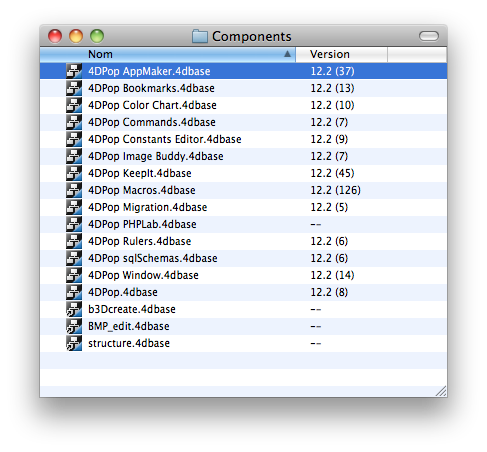 Components
Nom Version
4DPop AppMaker.4dbase 12.2 (37)
4DPop Bookmarks.4dbase 12.2 (13)
4DPop Color Chart.4dbase 12.2 (10)
4DPop Commands.4dbase 12.2 (7)
4DPop Constants Editor.4dbase 12.2 (9)
4DPop Image Buddy.4dbase 12.2 (7)
4DPop KeepIt.4dbase 12.2 (45)
4DPop Macros.4dbase 12.2 (126)
4DPop Migration.4dbase 12.2 (5)
4DPop PHPLab.4dbase --
4DPop Rulers.4dbase 12.2 (6)
4DPop sqlSchemas.4dbase 12.2 (6)
4DPop Window.4dbase 12.2 (14)
4DPop.4dbase 12.2 (8)
b3Dcreate.4dbase --
BMP_edit.4dbase --
structure.4dbase --